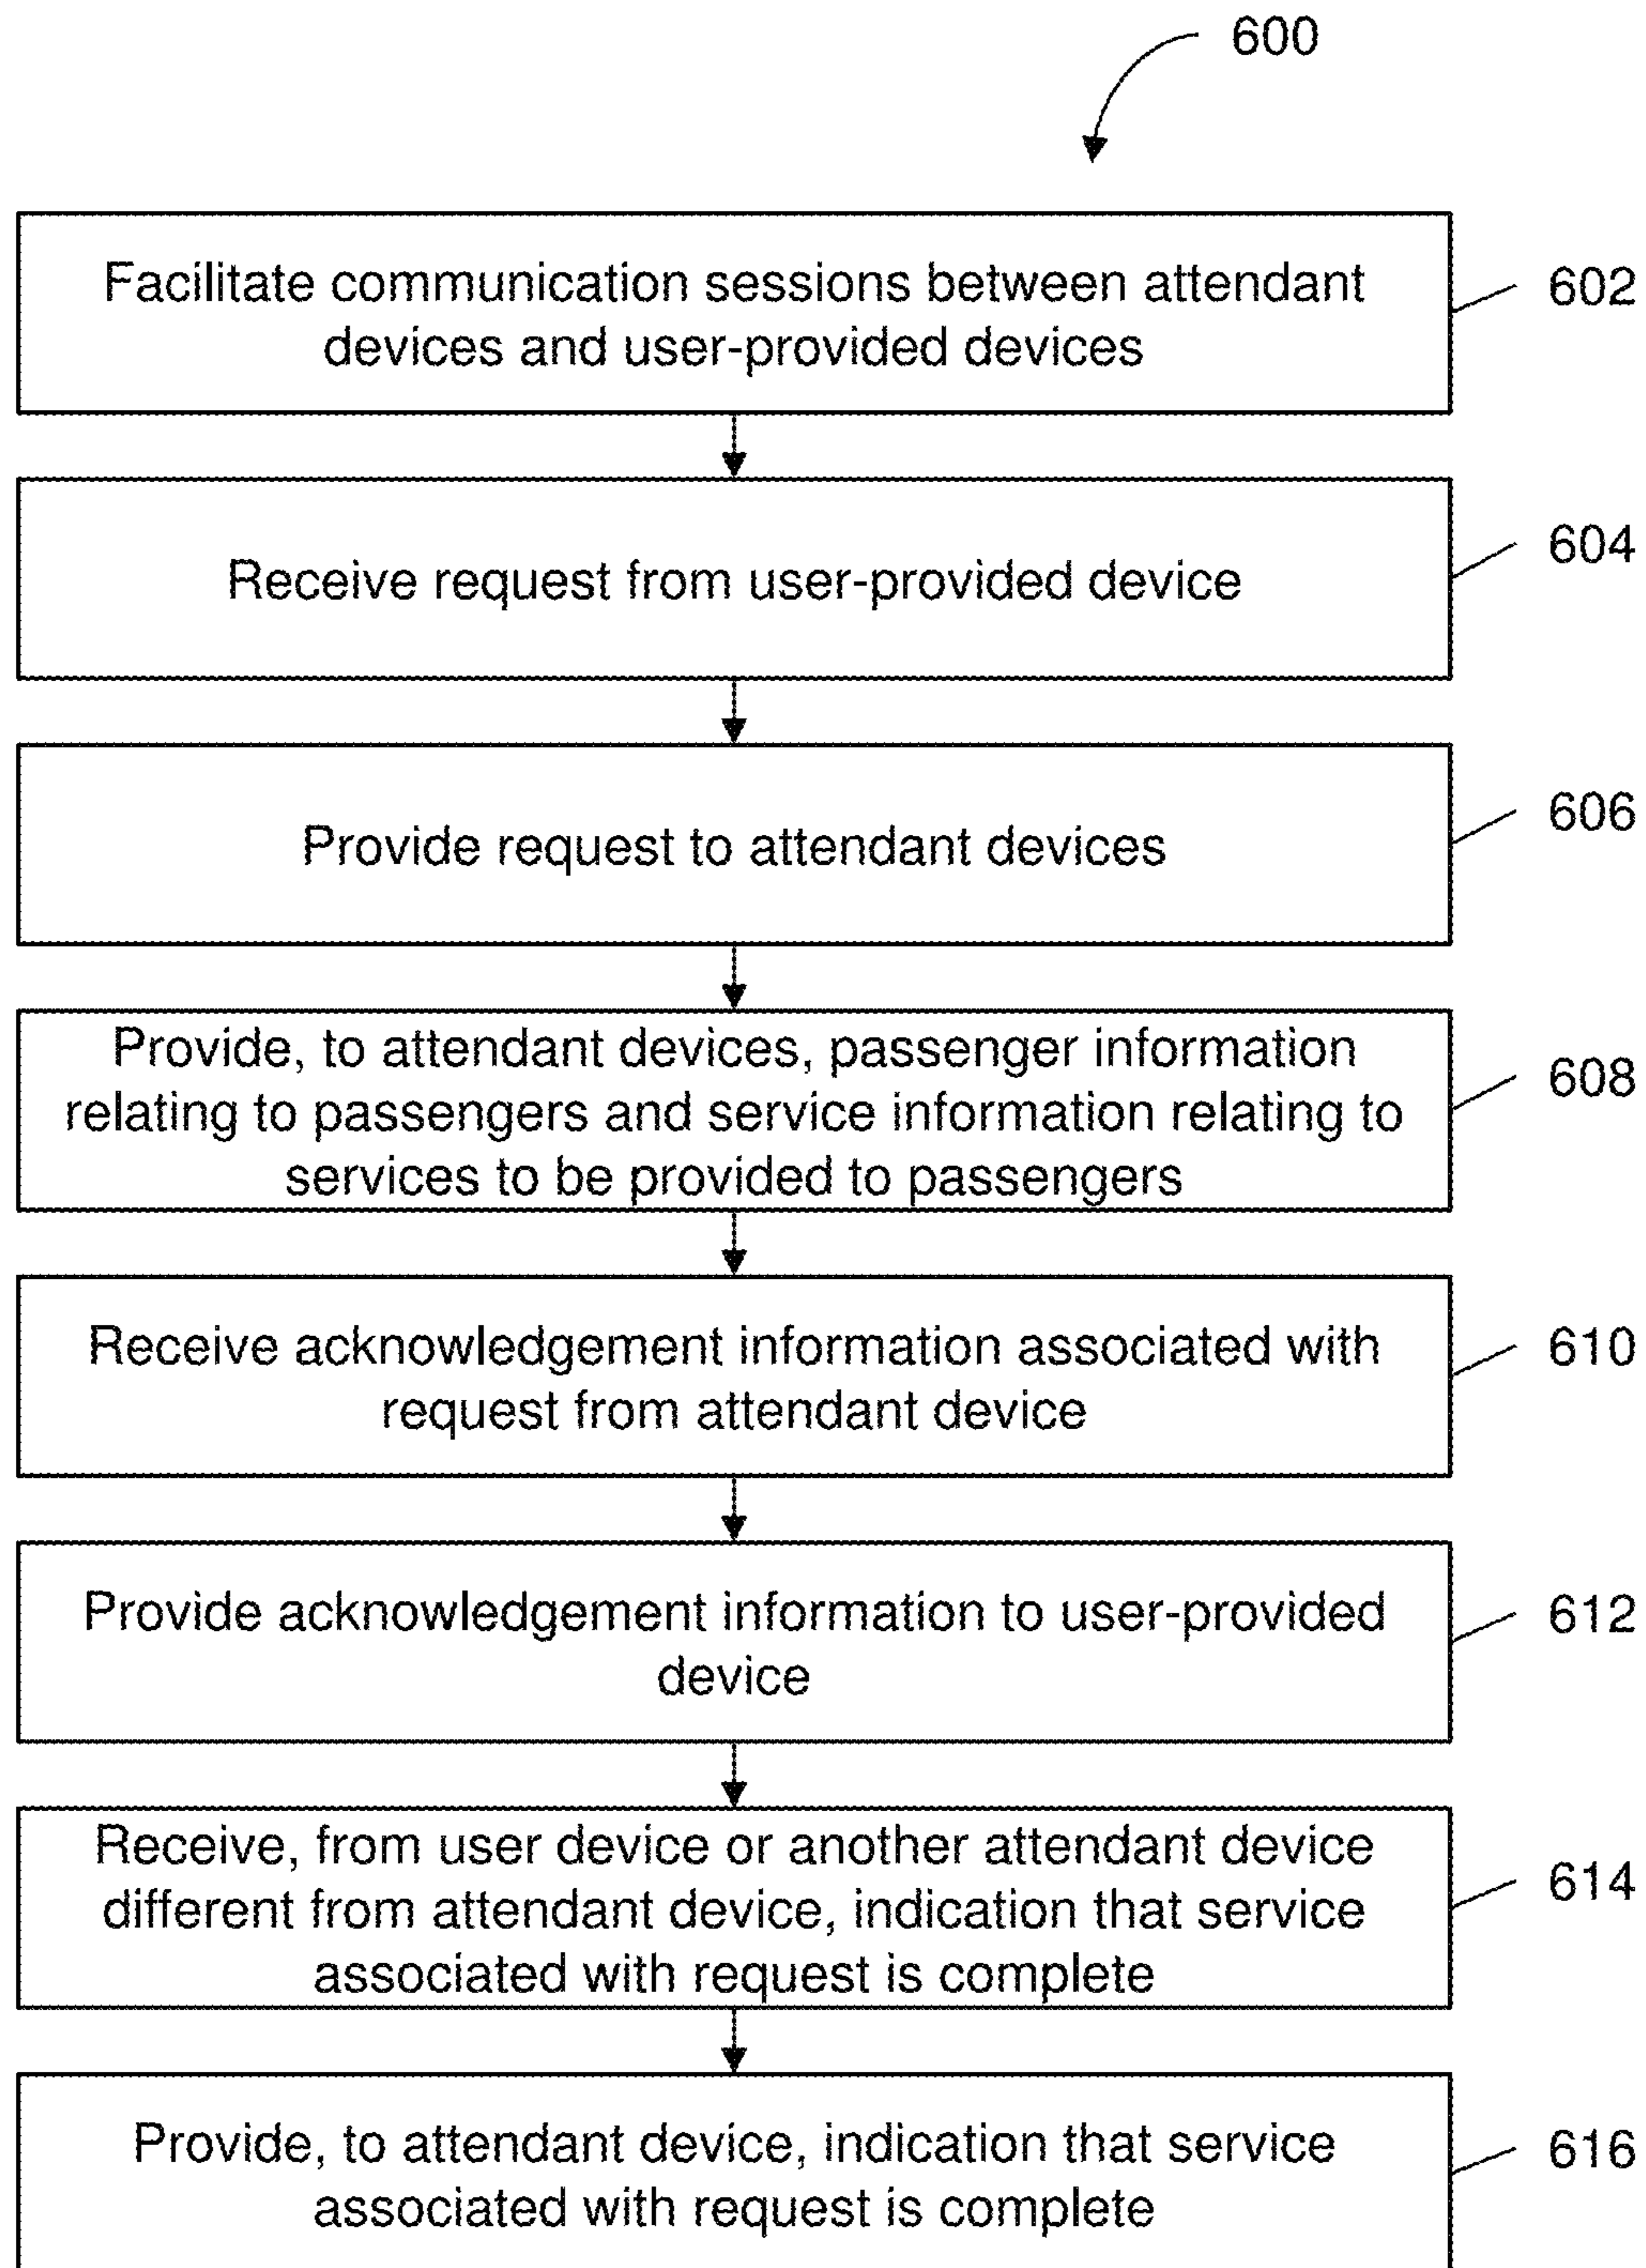 600
Facilitate communication sessions between attendant
devices and user-provided devices
602
Receive request from user-provided device
604
Provide request to attendant devices
606
Provide, to attendant devices, passenger information
relating to passengers and service information relating to
services to be provided to passengers
608
Receive acknowledgement information associated with
request from attendant device
610
Provide acknowledgement information to user-provided
device
612
Receive, from user device or another attendant device
different from attendant device, indication that service
associated with request is complete
614
Provide, to attendant device, indication that service
associated with request is complete
616